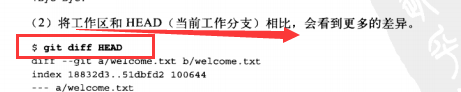 （2）将工作区和 HEAD（当前工作分支）相比，会看到更多的差异。
$ git diff HEAD
diff --git a/welcome.txt b/welcome.txt
index 18832d3..51dbfd2 100644
--- a/welcome.txt